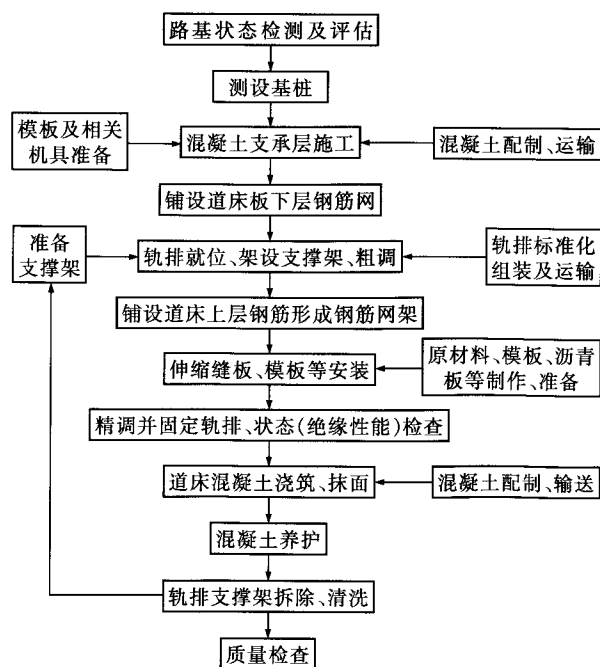 路基状态检测及评估
测设基桩
模板及相关
机具准备
混凝土支承层施工
混凝土配制、运输
铺设道床板下层钢筋网
准备
支撑架
轨排就位、架设支撑架、粗调
轨排标准化
组装及运输
铺设道床上层钢筋形成钢筋网架
伸缩缝板、模板等安装
原材料、模板、沥青
板等制作、准备
精调并固定轨排、状态(绝缘性能)检查
道床混凝土浇筑、抹面
混凝土配制、输送
混凝土养护
轨排支撑架拆除、清洗
质量检查